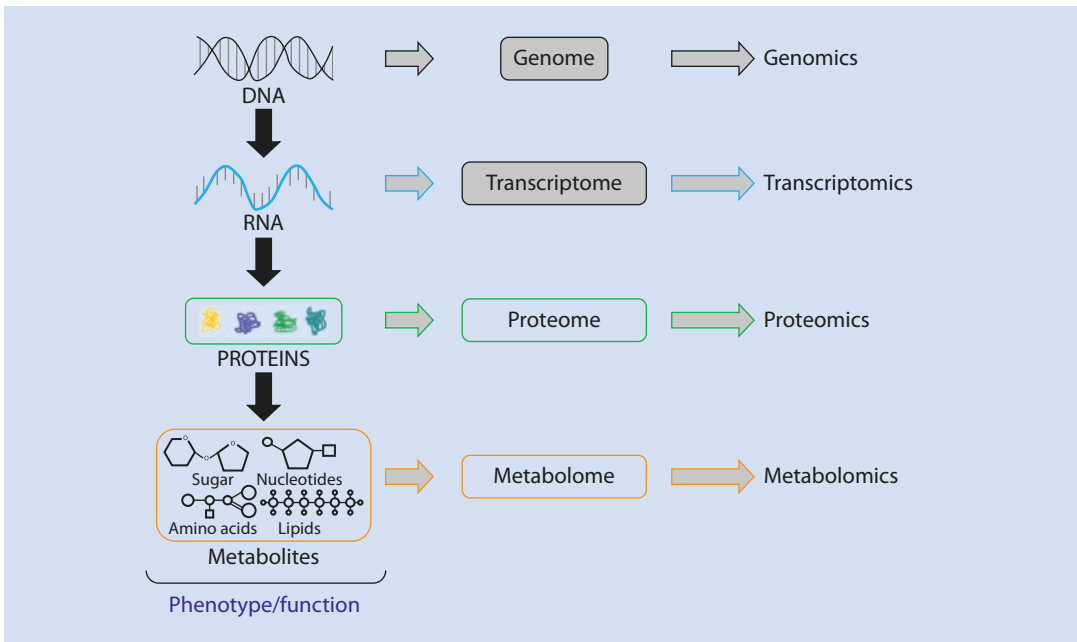 DNA
Genome
Genomics
RNA
Transcriptome
Transcriptomics
PROTEINS
Proteome
Proteomics
O
O
O
Sugar
Nucleotides
Amino acids
Lipids
Metabolites
Metabolome
Metabolomics
Phenotype/function